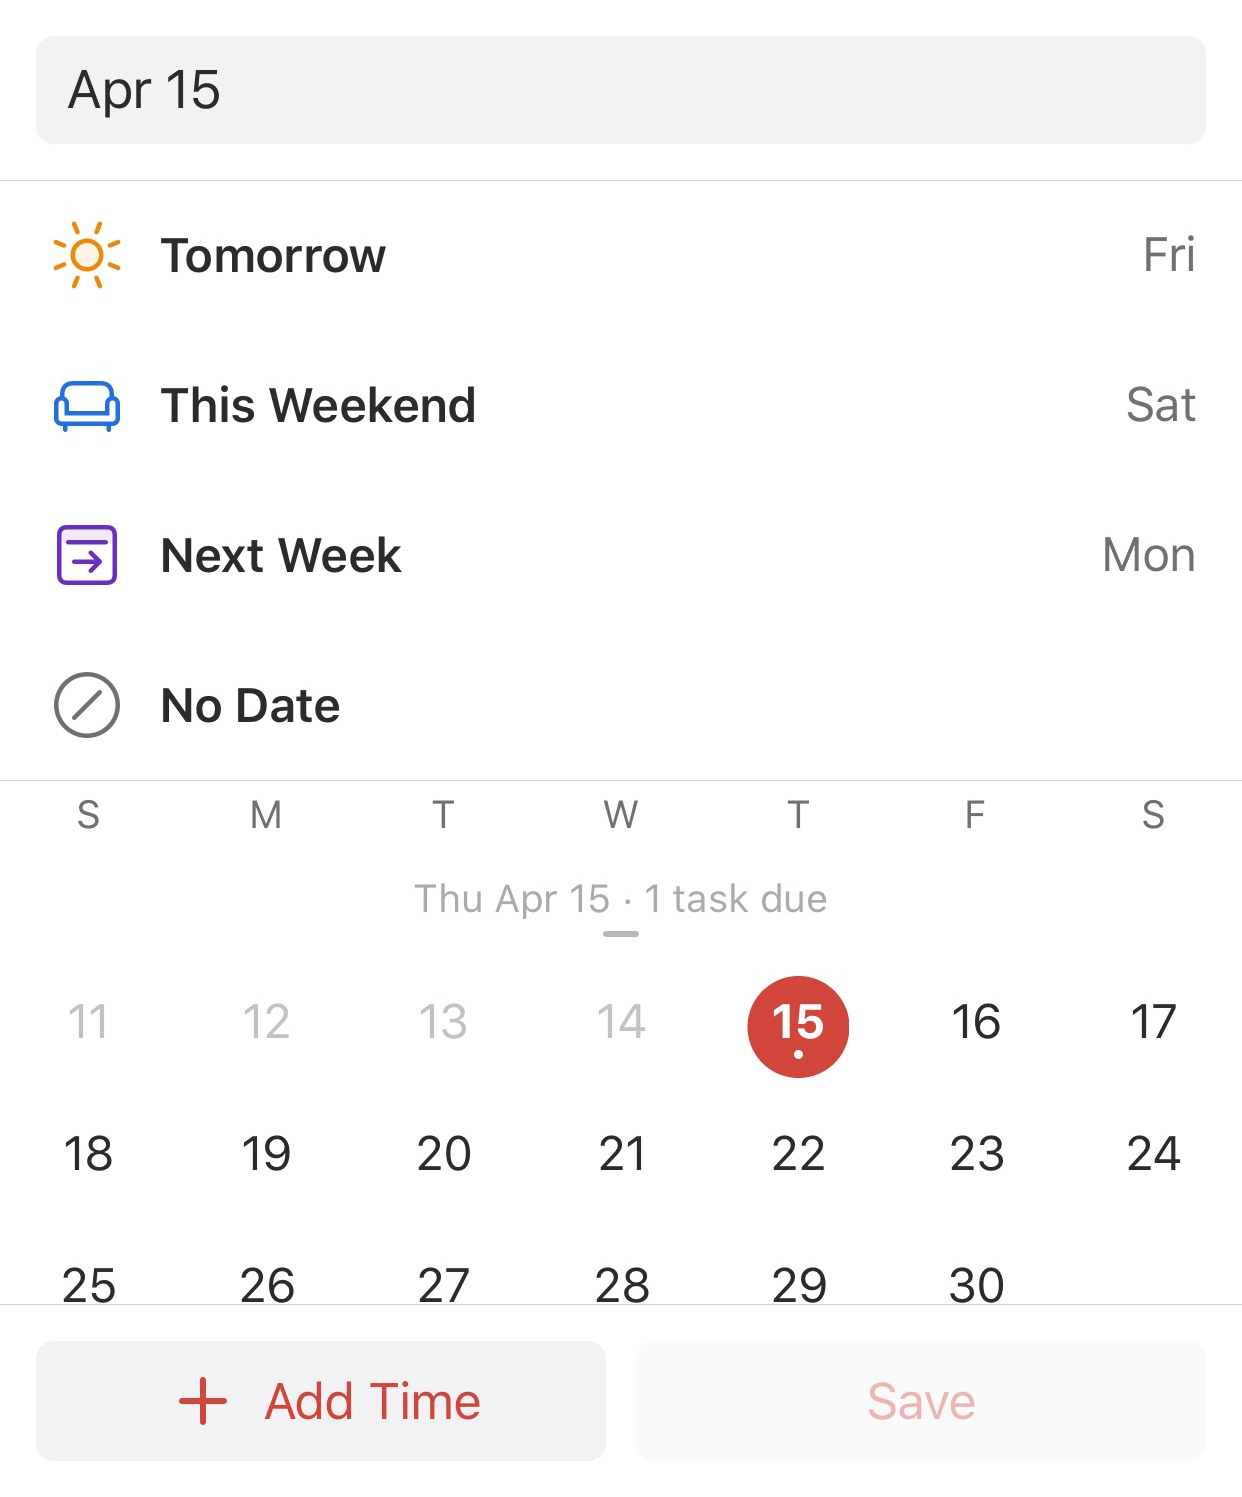 Apr 15
Tomorrow Fri
This Weekend Sat
Next Week Mon
No Date
S M T W T F S
Thu Apr 15 · 1 task due
11 12 13 14 15 16 17
18 19 20 21 22 23 24
25 26 27 28 29 30
Add Time Save